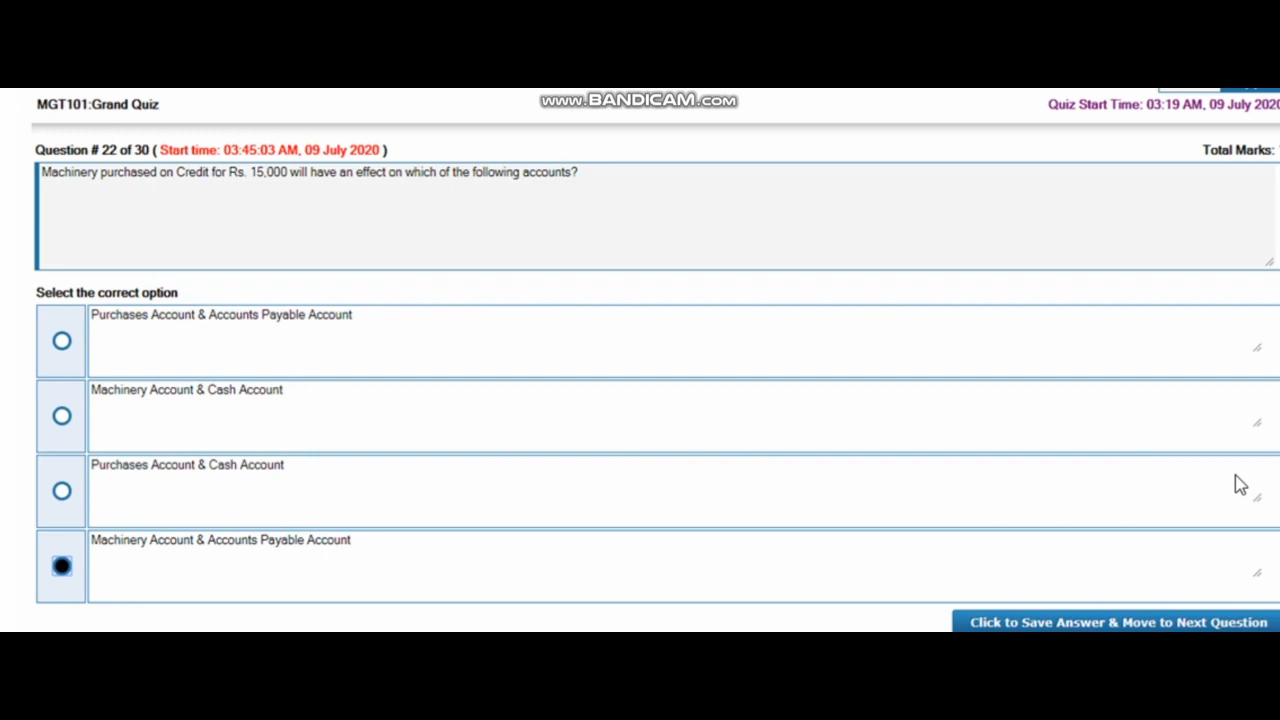 www.BANDICAM.com
MGT101:Grand Quiz
Quiz Start Time: 03:19 AM, 09 July 2020
Question # 22 of 30 ( Start time: 03:45:03 AM, 09 July 2020 )
Total Marks:
Machinery purchased on Credit for Rs. 15,000 will have an effect on which of the following accounts?
Select the correct option
Purchases Account & Accounts Payable Account
Machinery Account & Cash Account
Purchases Account & Cash Account
Machinery Account & Accounts Payable Account
Click to Save Answer & Move to Next Question